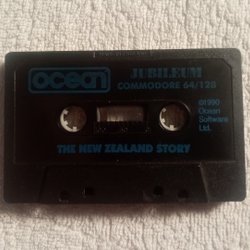 ocean
JUBILEUM
COMMODORE 64/128
©1990
Ocean
Software
Ltd.
THE NEW ZEALAND STORY